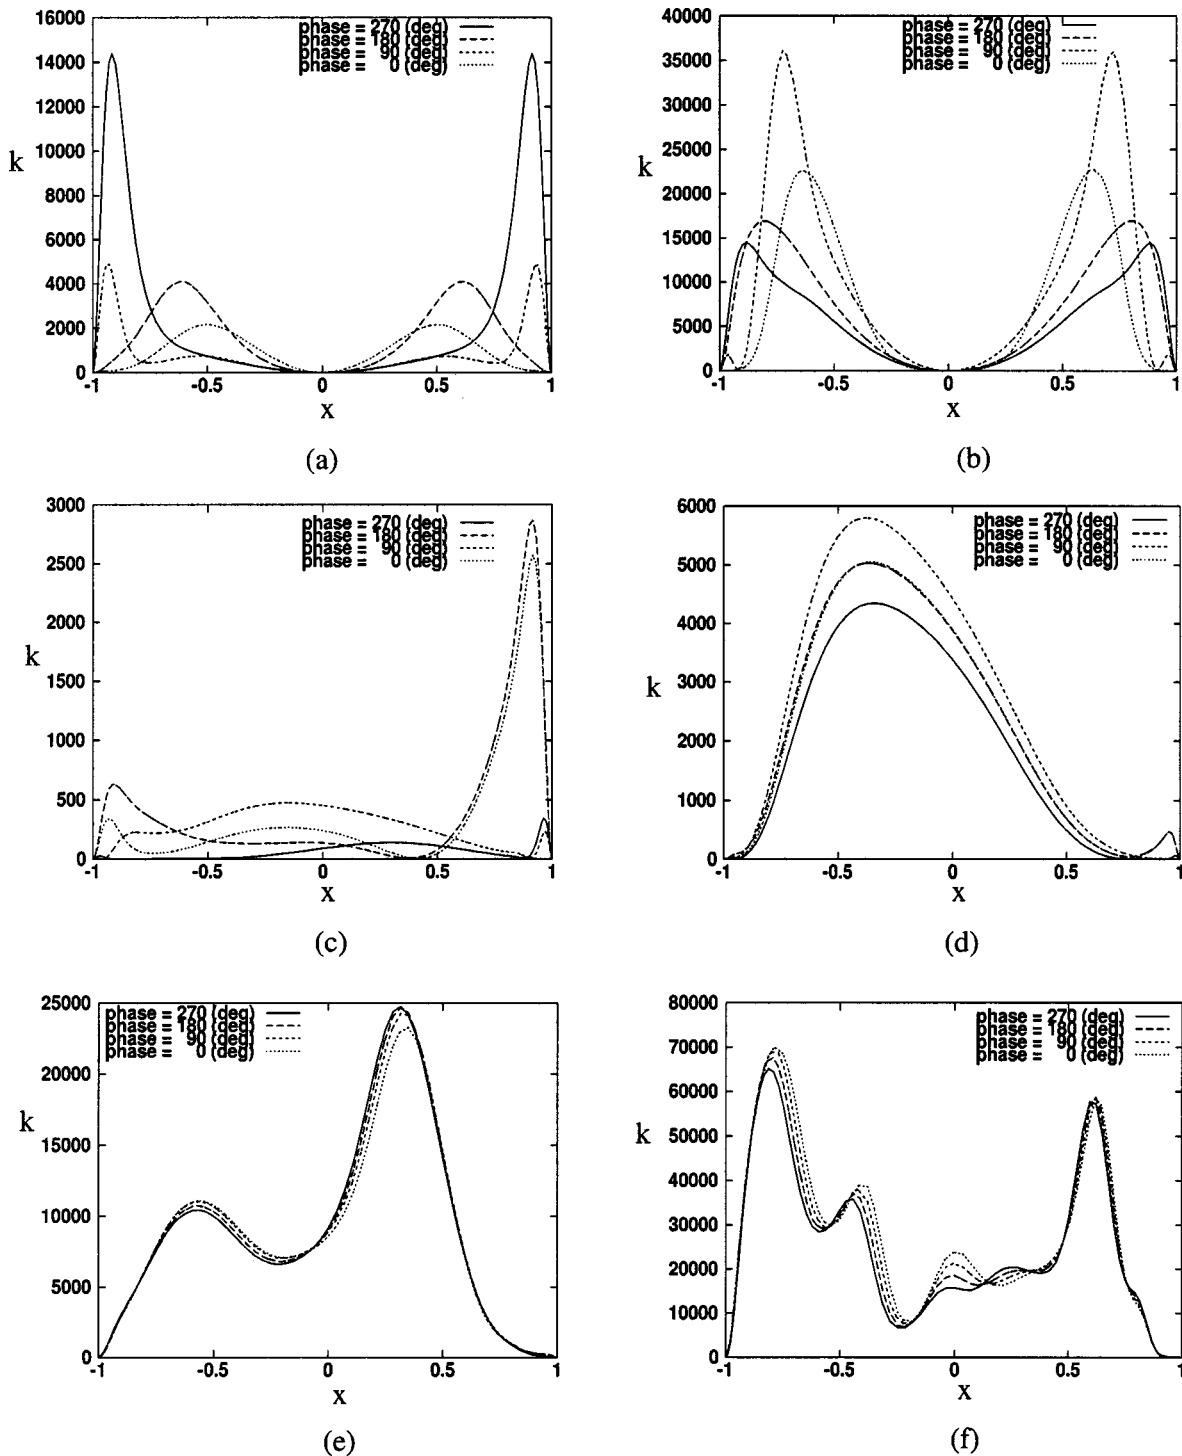 16000
14000
12000
10000
8000
6000
4000
2000
0
k
phase = 270 (deg)
phase = 180 (deg)
phase = 90 (deg)
phase = 0 (deg)
-1 -0.5 0 0.5 1
x
(a)
40000
35000
30000
25000
20000
15000
10000
5000
0
k
phase = 270 (deg)
phase = 180 (deg)
phase = 90 (deg)
phase = 0 (deg)
-1 -0.5 0 0.5 1
x
(b)
3000
2500
2000
1500
1000
500
0
k
phase = 270 (deg)
phase = 180 (deg)
phase = 90 (deg)
phase = 0 (deg)
-1 -0.5 0 0.5 1
x
(c)
6000
5000
4000
3000
2000
1000
0
k
phase = 270 (deg)
phase = 180 (deg)
phase = 90 (deg)
phase = 0 (deg)
-1 -0.5 0 0.5 1
x
(d)
25000
20000
15000
10000
5000
0
k
phase = 270 (deg)
phase = 180 (deg)
phase = 90 (deg)
phase = 0 (deg)
-1 -0.5 0 0.5 1
x
(e)
80000
70000
60000
50000
40000
30000
20000
10000
0
k
phase = 270 (deg)
phase = 180 (deg)
phase = 90 (deg)
phase = 0 (deg)
-1 -0.5 0 0.5 1
x
(f)